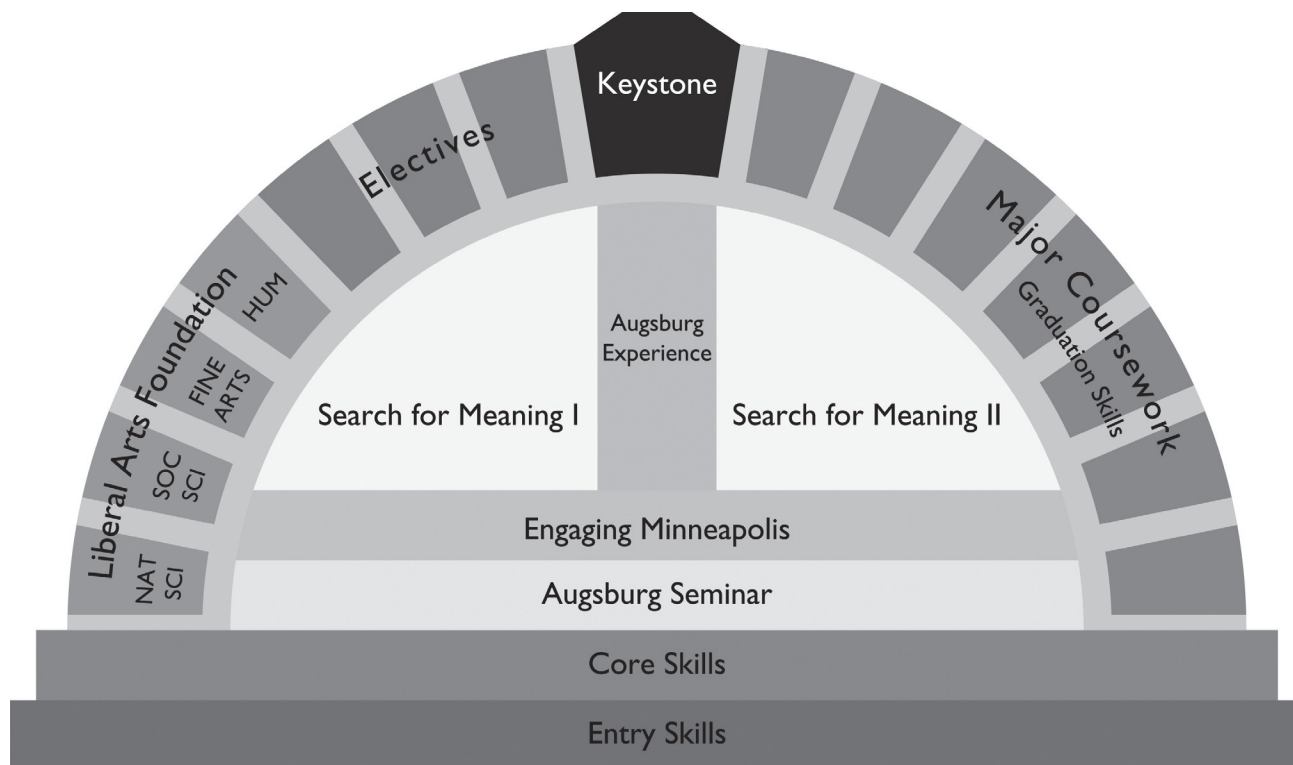 Keystone
Electives
Major Coursework
Graduation Skills
Liberal Arts Foundation
HUM
FINE
ARTS
SOC
SCI
NAT
SCI
Augsburg
Experience
Search for Meaning I
Search for Meaning II
Engaging Minneapolis
Augsburg Seminar
Core Skills
Entry Skills